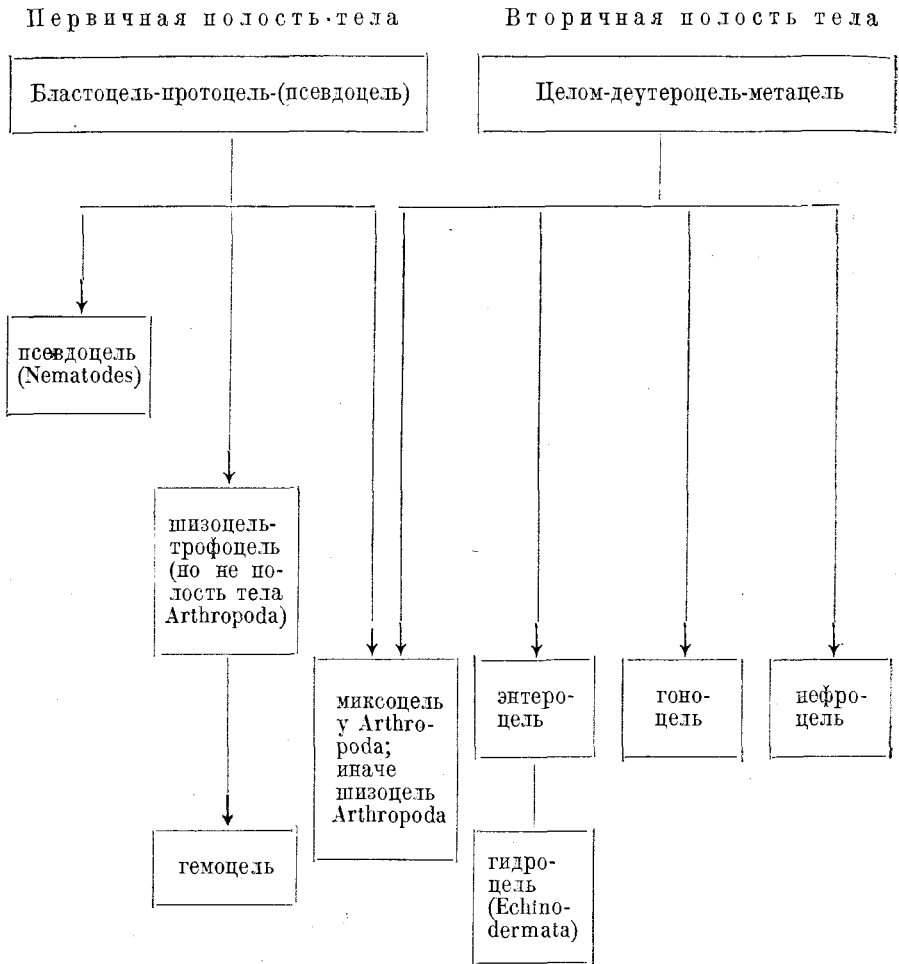 Первичная полость·тела
Вторичная полость тела
Бластоцель-протоцель-(псевдоцель)
Целом-деутероцель-метацель
псевдоцель
(Nematodes)
шизоцель-
трофоцель
(но не по-
лость тела
Arthropoda)
миксоцель
у Arthro-
poda;
иначе
шизоцель
Arthropoda
энтеро-
цель
гоно-
цель
нефро-
цель
гемоцель
гидро-
цель
(Echino-
dermata)